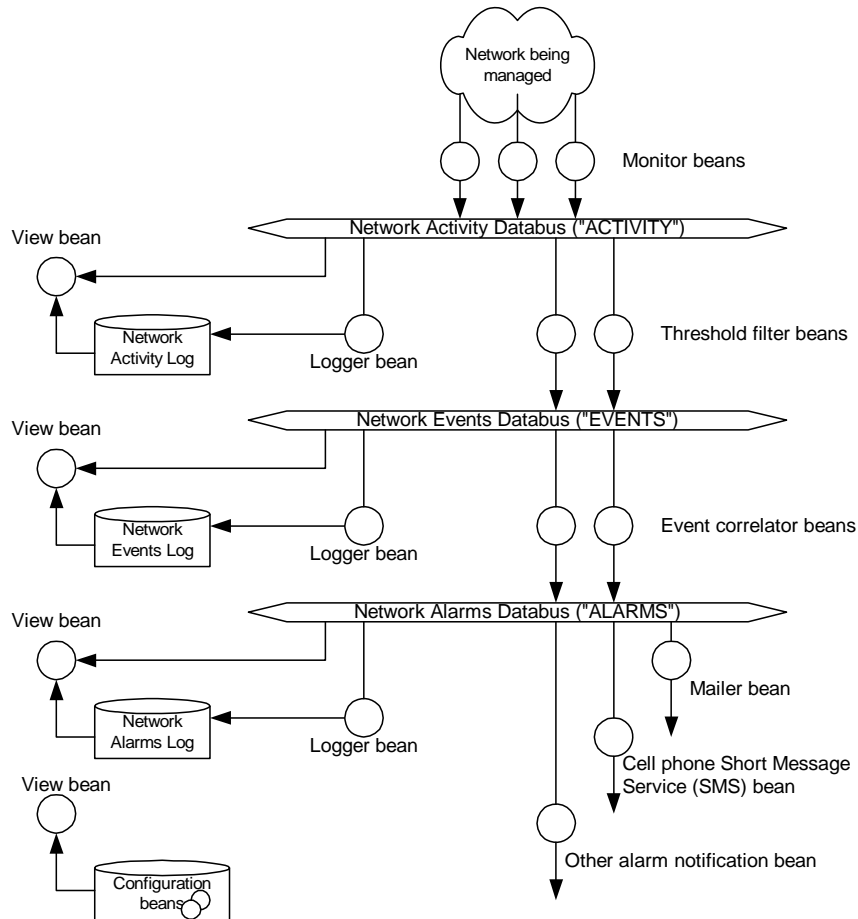 Network being
managed
Monitor beans
Network Activity Databus ("ACTIVITY")
View bean
Network
Activity Log
Logger bean
Threshold filter beans
Network Events Databus ("EVENTS")
View bean
Network
Events Log
Logger bean
Event correlator beans
Network Alarms Databus ("ALARMS")
View bean
Network
Alarms Log
Logger bean
Mailer bean
Cell phone Short Message
Service (SMS) bean
View bean
Other alarm notification bean
Configuration
beans